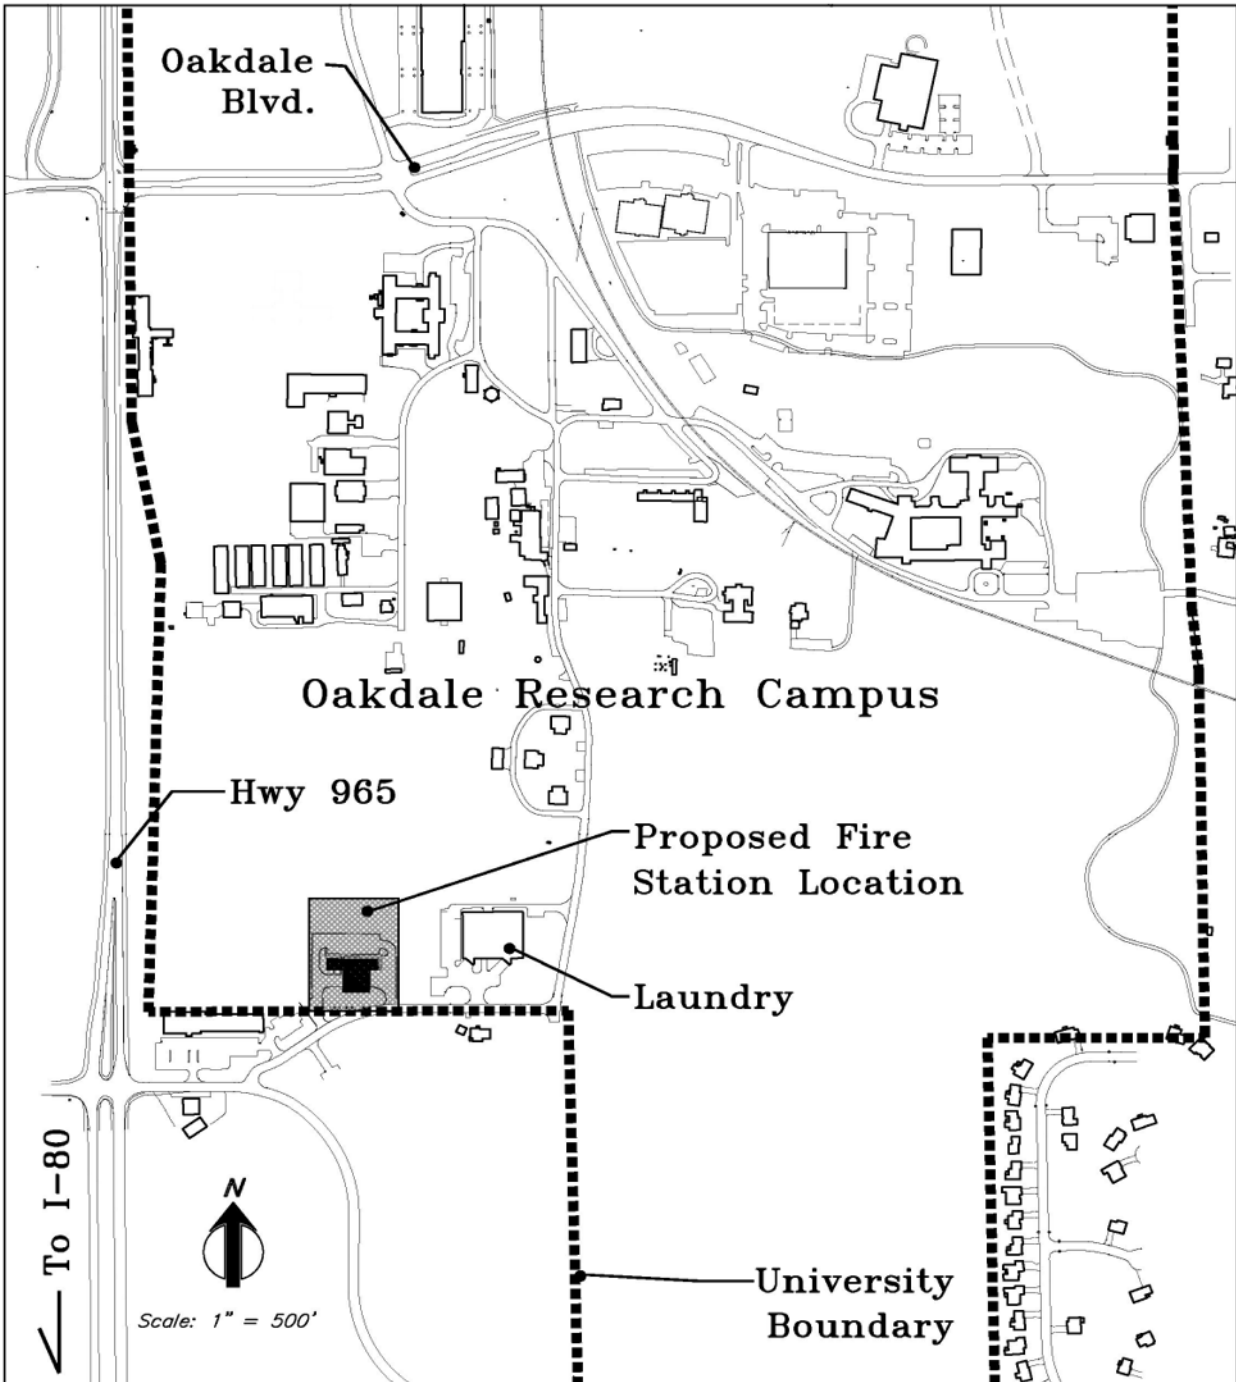 Oakdale
Blvd.
Oakdale Research Campus
Hwy 965
Proposed Fire
Station Location
Laundry
To I-80
N
Scale: 1" = 500'
University
Boundary